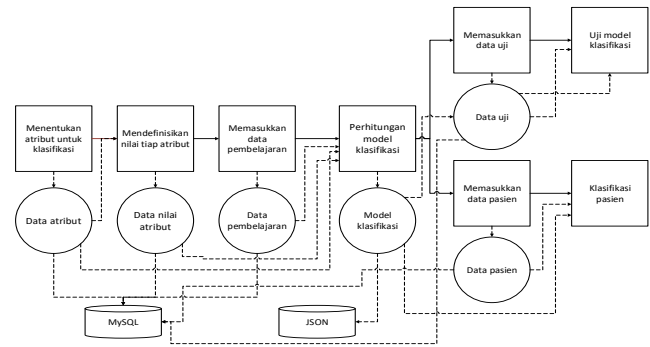 Memasukkan
data uji
Uji model
klasifikasi
Data uji
Menentukan
atribut untuk
klasifikasi
Mendefinisikan
nilai tiap atribut
Memasukkan
data
pembelajaran
Perhitungan
model
klasifikasi
Memasukkan
data pasien
Klasifikasi
pasien
Data atribut
Data nilai
atribut
Data
pembelajaran
Model
klasifikasi
Data pasien
MySQL
JSON